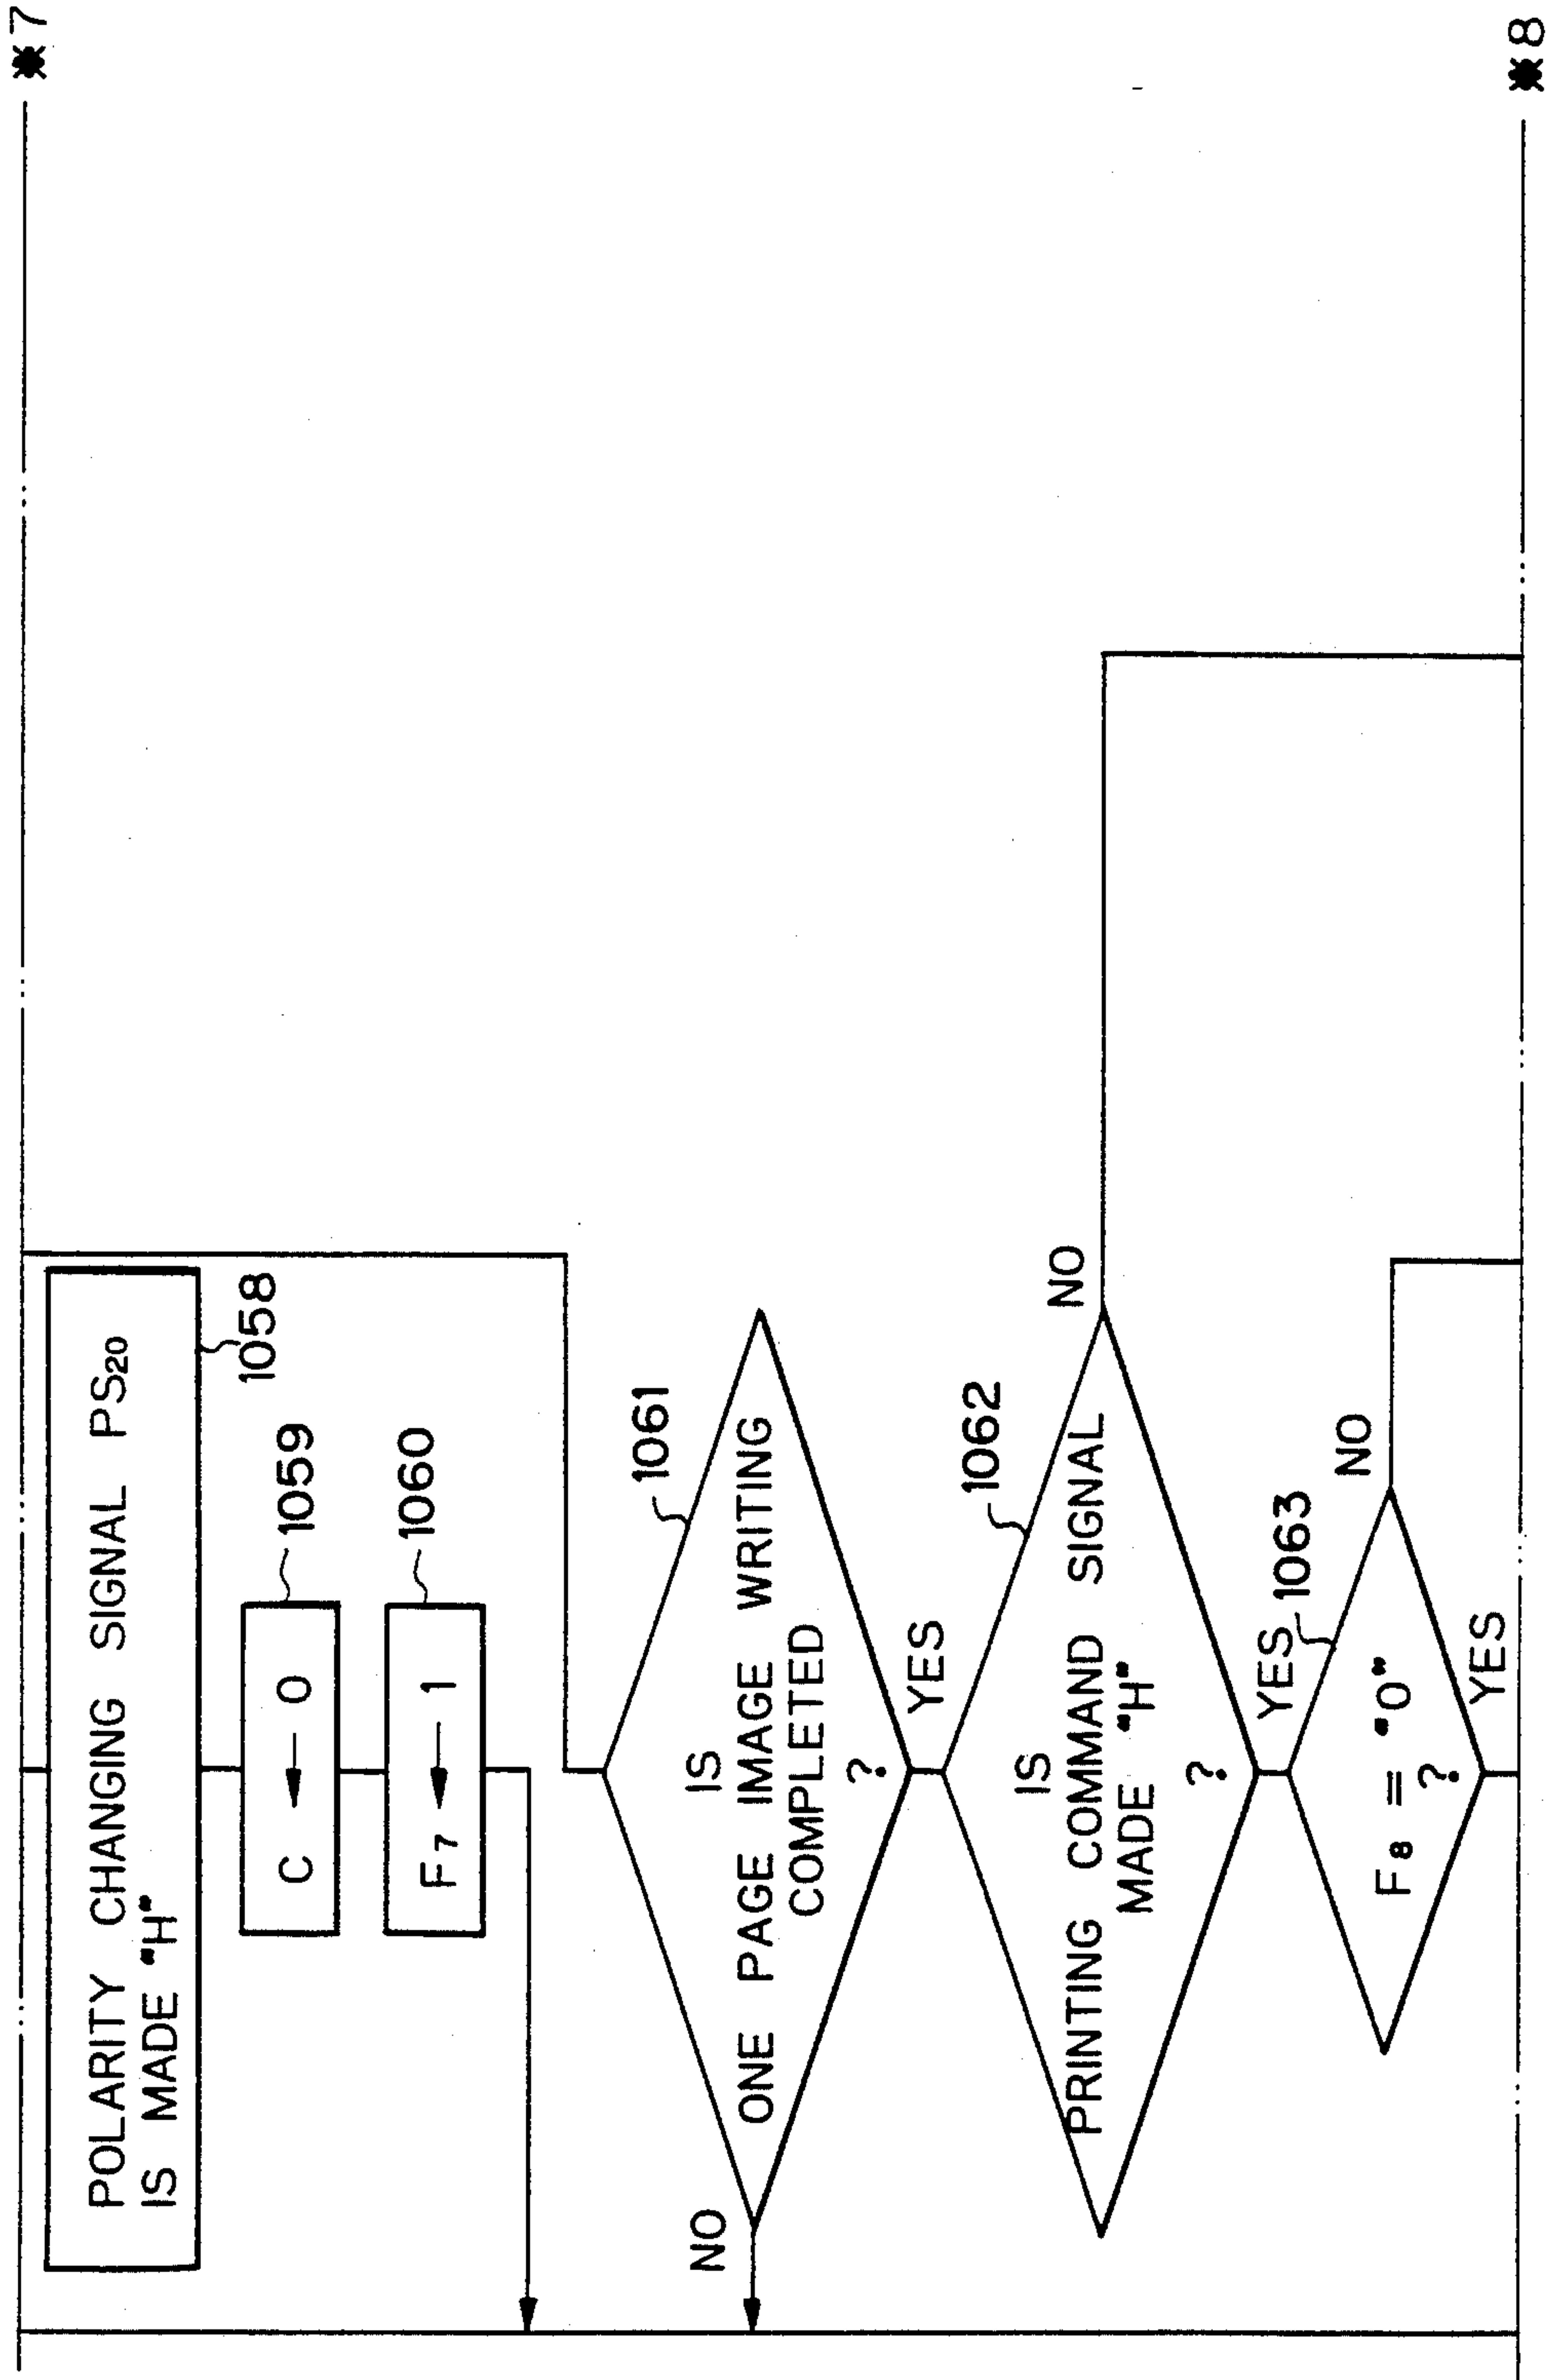 *7
POLARITY CHANGING SIGNAL PS20
IS MADE "H"
1058
C ← 0
1059
F7 ← 1
1060
1061
IS
ONE PAGE IMAGE WRITING
COMPLETED
?
NO
YES
1062
IS
PRINTING COMMAND SIGNAL
MADE "H"
?
NO
YES
1063
F8 = "0"
?
NO
YES
*8